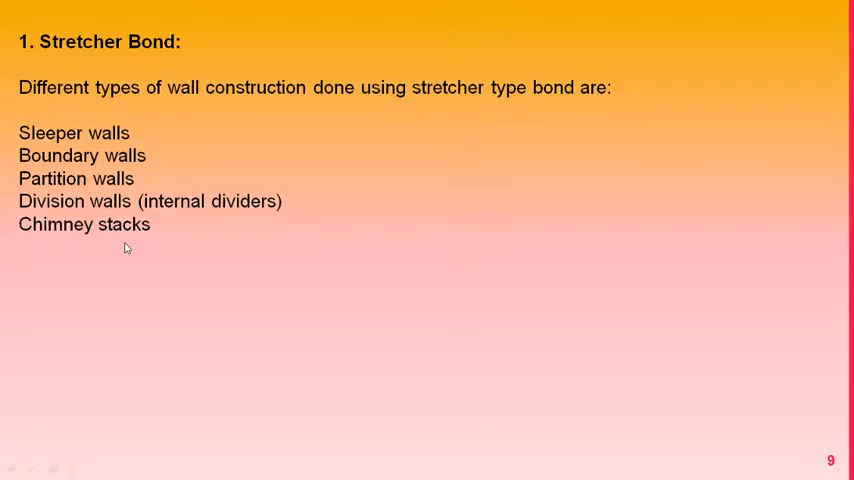 1. Stretcher Bond:
Different types of wall construction done using stretcher type bond are:
Sleeper walls
Boundary walls
Partition walls
Division walls (internal dividers)
Chimney stacks
9